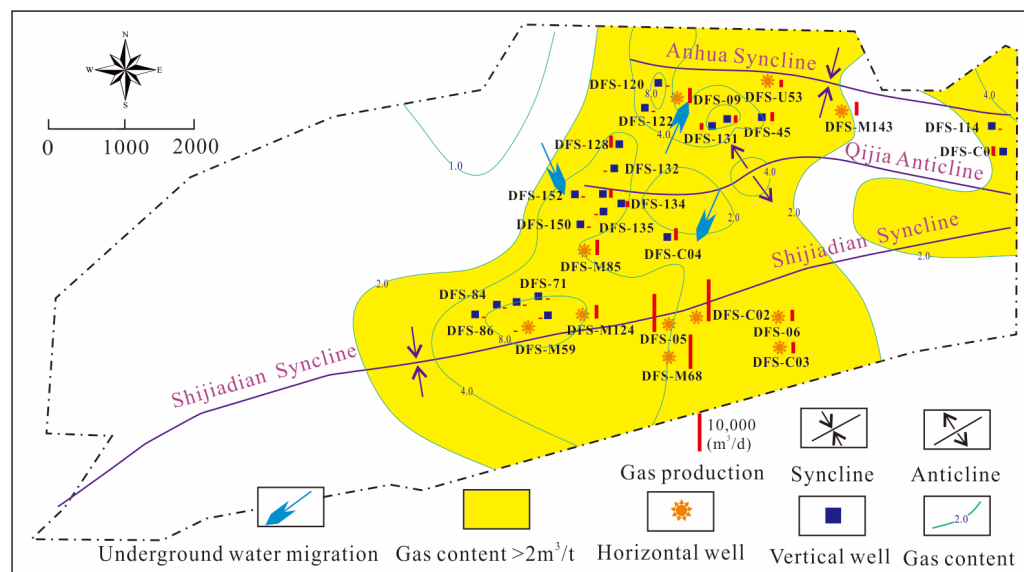 N
W
E
S
0 1000 2000
Anhua Syncline
Qijia Anticline
Shijiadian Syncline
Shijiadian Syncline
DFS-120
DFS-122
DFS-09
DFS-U53
DFS-131
DFS-45
DFS-M143
DFS-114
DFS-C01
DFS-128
DFS-132
DFS-152
DFS-134
DFS-150
DFS-135
DFS-C04
DFS-M85
DFS-71
DFS-84
DFS-86
DFS-M124
DFS-M59
DFS-C02
DFS-05
DFS-06
DFS-M68
DFS-C03
1.0
8.0
4.0
4.0
4.0
2.0
2.0
2.0
2.0
8.0
4.0
10,000
(m³/d)
Gas production
Syncline
Anticline
Underground water migration
Gas content >2m³/t
Horizontal well
Vertical well
2.0
Gas content